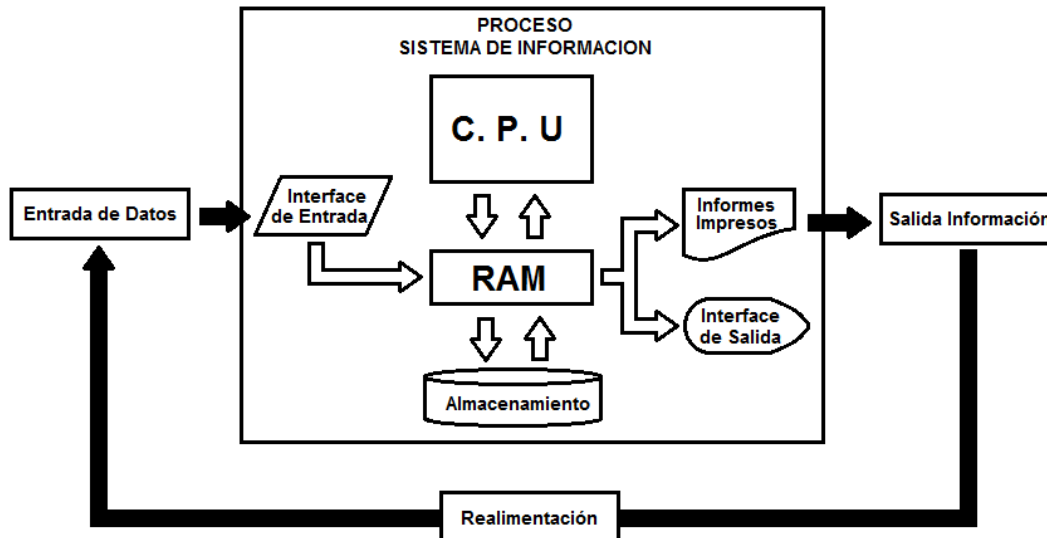 PROCESO
SISTEMA DE INFORMACION
C. P. U
Entrada de Datos
Interface
de Entrada
RAM
Informes
Impresos
Salida Información
Interface
de Salida
Almacenamiento
Realimentación